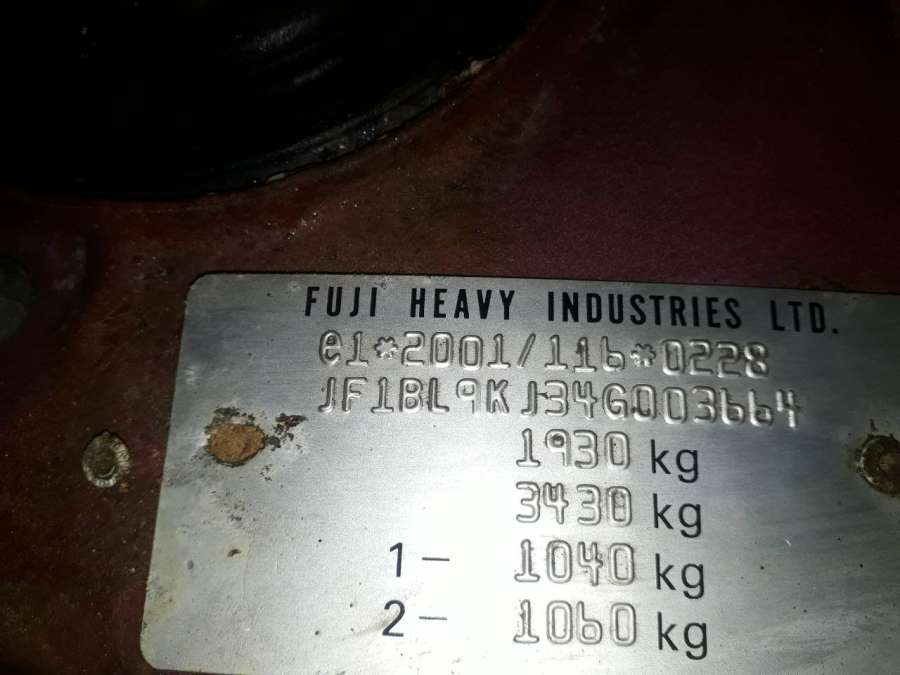 FUJI HEAVY INDUSTRIES LTD.
e1*2001/116*0228
JF1BL9KJ34G003664
1930 kg
3430 kg
1- 1040 kg
2- 1060 kg